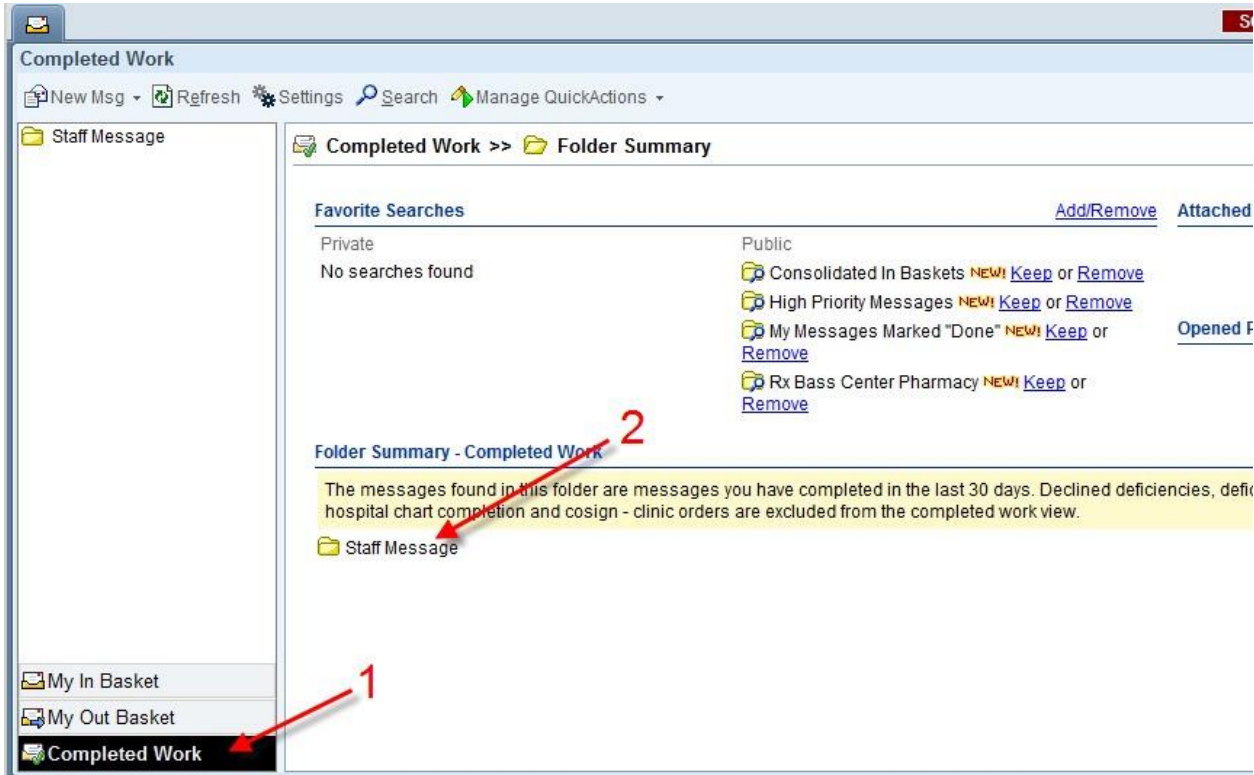 Completed Work
New Msg Refresh Settings Search Manage QuickActions
Staff Message
Completed Work >> Folder Summary
Favorite Searches Add/Remove Attached
Private Public
No searches found Consolidated In Baskets NEW! Keep or Remove
High Priority Messages NEW! Keep or Remove
My Messages Marked "Done" NEW! Keep or Opened
Remove
Rx Bass Center Pharmacy NEW! Keep or
Remove
2
Folder Summary - Completed Work
The messages found in this folder are messages you have completed in the last 30 days. Declined deficiencies,
hospital chart completion and cosign - clinic orders are excluded from the completed work view.
Staff Message
My In Basket
1
My Out Basket
Completed Work